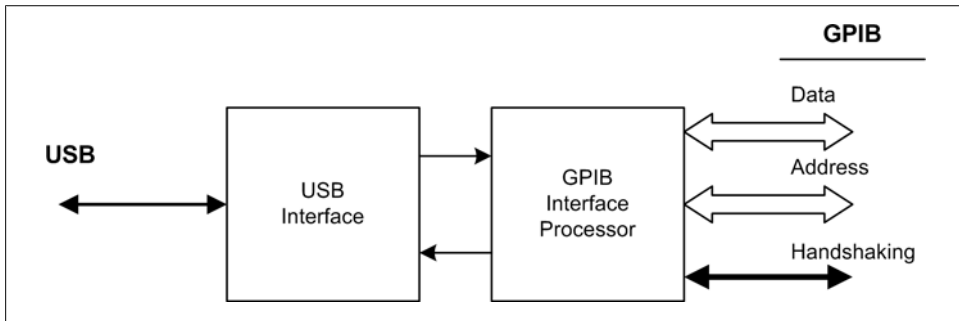 GPIB
Data
USB
Address
USB
Interface
GPIB
Interface
Processor
Handshaking